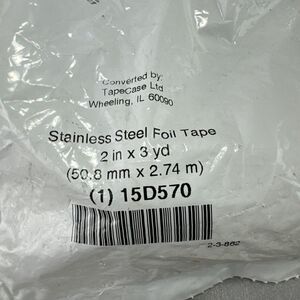 Converted by:
TapeCase Ltd
Wheeling, IL 60090
Stainless Steel Foil Tape
2 in x 3 yd
(50.8 mm x 2.74 m)
(1) 15D570
2-3-862